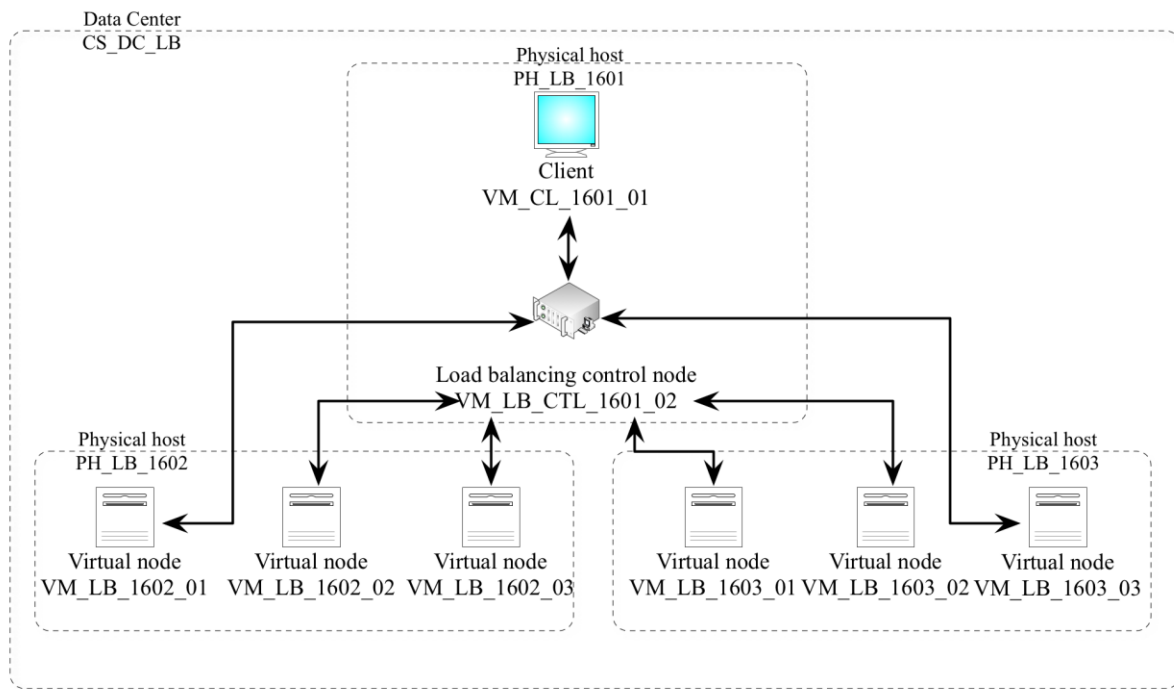 Data Center
CS_DC_LB
Physical host
PH_LB_1601
Client
VM_CL_1601_01
Load balancing control node
VM_LB_CTL_1601_02
Physical host
PH_LB_1602
Physical host
PH_LB_1603
Virtual node
VM_LB_1602_01
Virtual node
VM_LB_1602_02
Virtual node
VM_LB_1602_03
Virtual node
VM_LB_1603_01
Virtual node
VM_LB_1603_02
Virtual node
VM_LB_1603_03